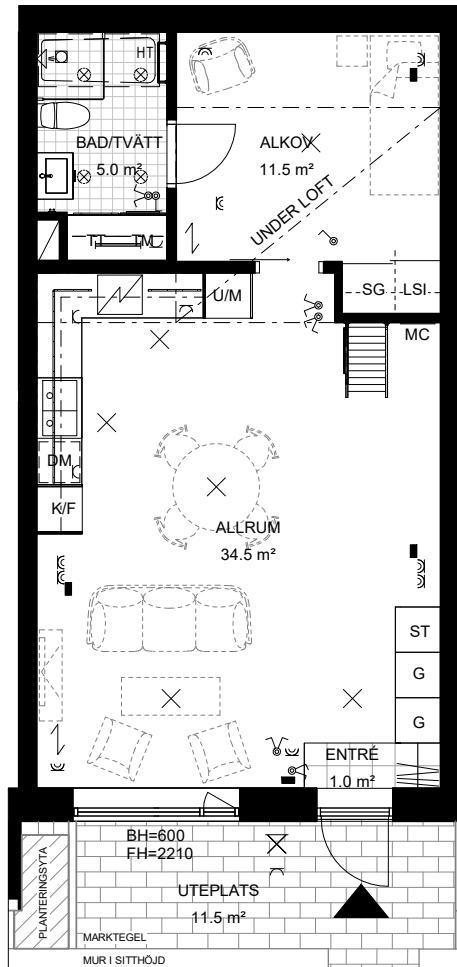 HT
BAD/TVÄTT
5.0 m²
ALKOV
11.5 m²
UNDER LOFT
TT
TM
U/M
SG
LSI
MC
DM
K/F
ALLRUM
34.5 m²
ST
G
G
ENTRÉ
1.0 m²
BH=600
FH=2210
UTEPLATS
11.5 m²
PLANTERINGSYTA
MARKTEGEL
MUR I SITTHÖJD